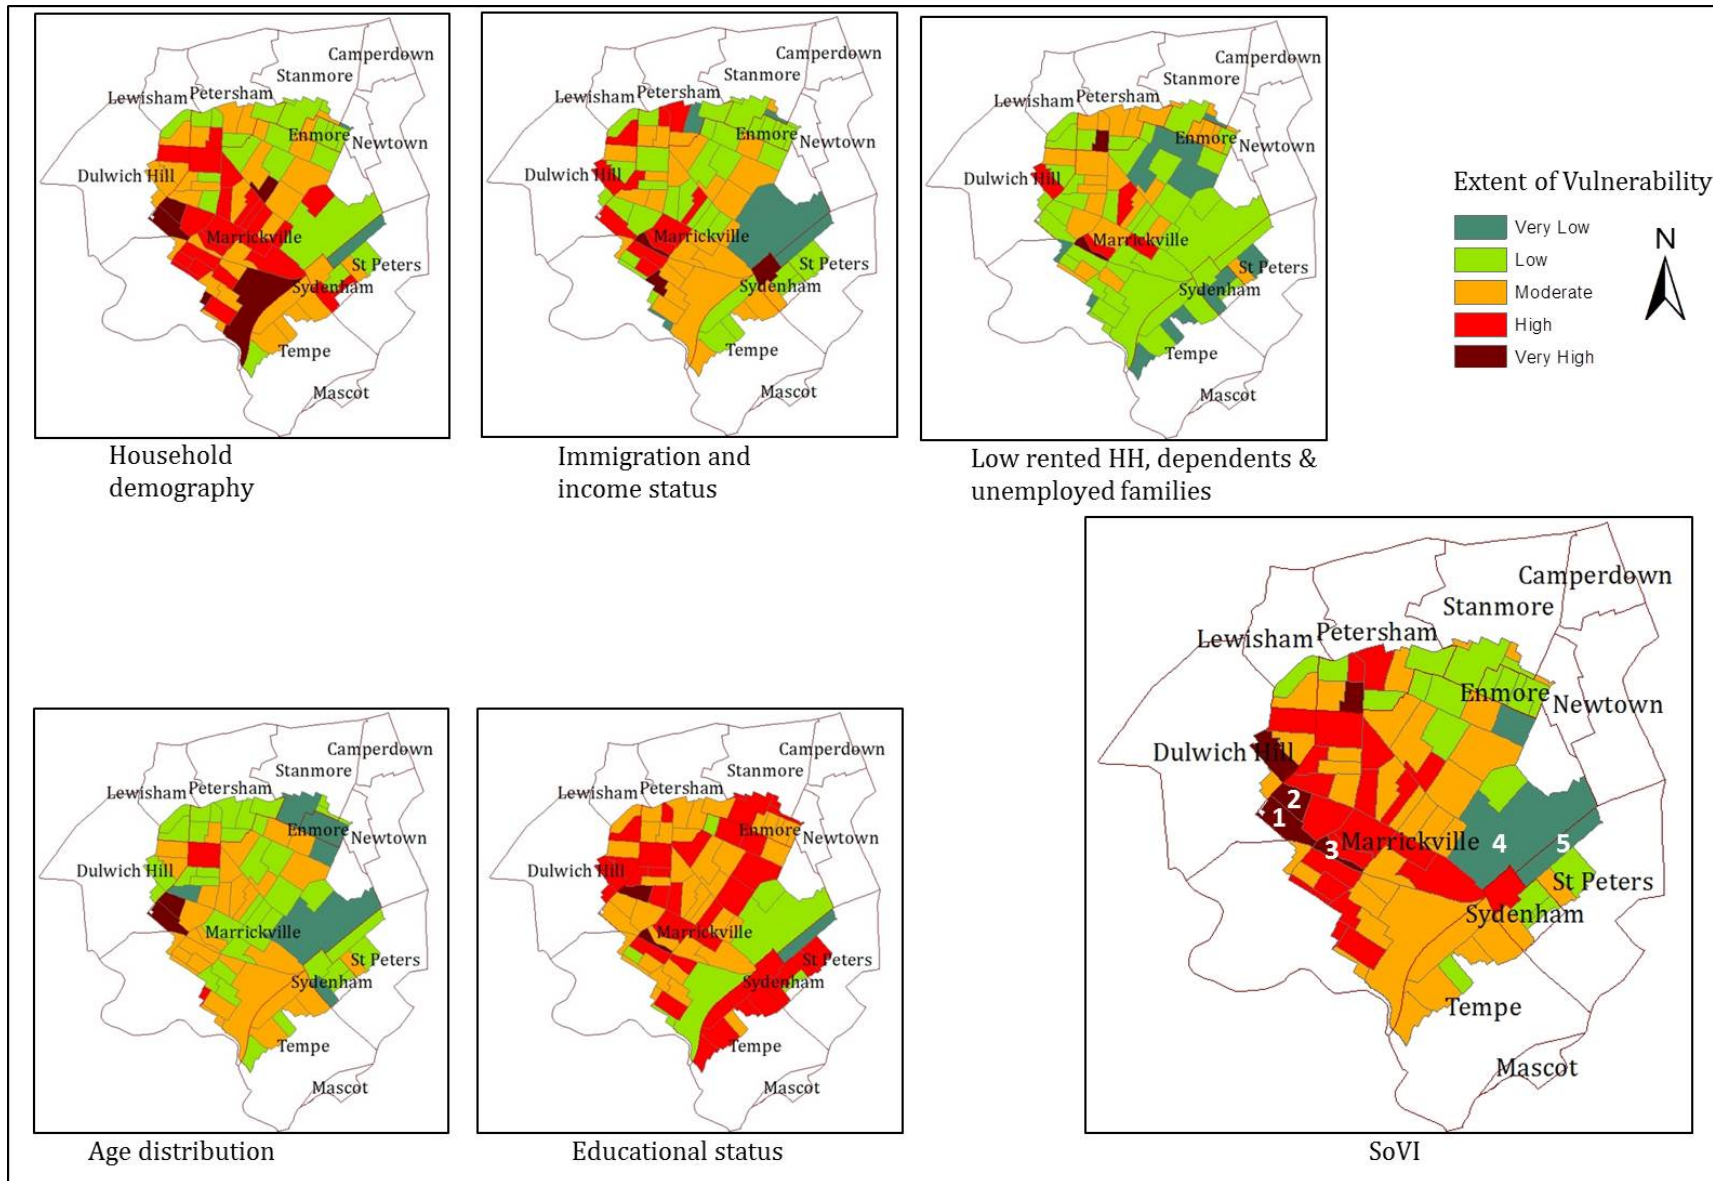 Camperdown
Stanmore
Lewisham
Petersham
Enmore
Newtown
Dulwich Hill
Marrickville
St Peters
Sydenham
Tempe
Mascot
Household
demography
Camperdown
Stanmore
Lewisham
Petersham
Enmore
Newtown
Dulwich Hill
Marrickville
St Peters
Sydenham
Tempe
Mascot
Immigration and
income status
Camperdown
Stanmore
Lewisham
Petersham
Enmore
Newtown
Dulwich Hill
Marrickville
St Peters
Sydenham
Tempe
Mascot
Low rented HH, dependents &
unemployed families
Extent of Vulnerability
Very Low
Low
Moderate
High
Very High
N
Camperdown
Stanmore
Lewisham
Petersham
Enmore
Newtown
Dulwich Hill
Marrickville
St Peters
Sydenham
Tempe
Mascot
Age distribution
Camperdown
Stanmore
Lewisham
Petersham
Enmore
Newtown
Dulwich Hill
Marrickville
St Peters
Sydenham
Tempe
Mascot
Educational status
Camperdown
Stanmore
Lewisham
Petersham
Enmore
Newtown
Dulwich Hill
2
1
3
Marrickville
4
5
St Peters
Sydenham
Tempe
Mascot
SoVI